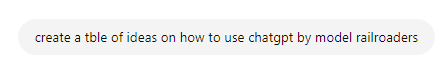 create a tble of ideas on how to use chatgpt by model railroaders